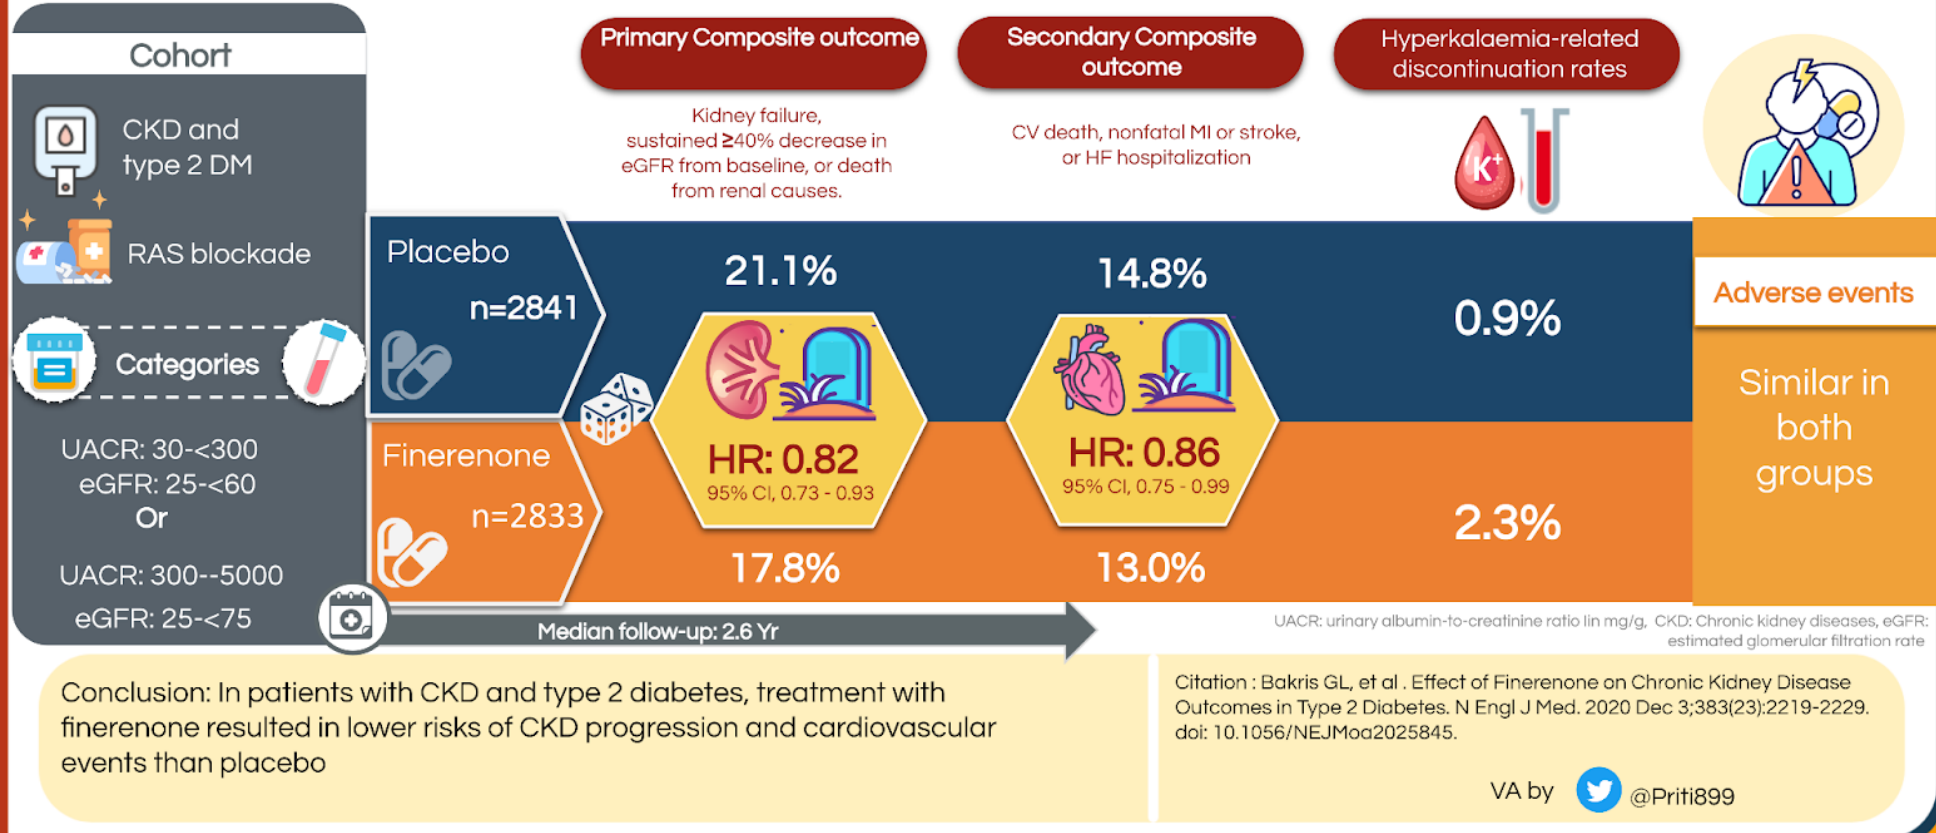 Cohort
CKD and
type 2 DM
RAS blockade
Categories
UACR: 30-<300
eGFR: 25-<60
Or
UACR: 300--5000
eGFR: 25-<75
Primary Composite outcome
Kidney failure,
sustained ≥40% decrease in
eGFR from baseline, or death
from renal causes.
Secondary Composite
outcome
CV death, nonfatal MI or stroke,
or HF hospitalization
Hyperkalaemia-related
discontinuation rates
K+
Placebo
n=2841
21.1%
14.8%
0.9%
HR: 0.82
95% CI, 0.73 - 0.93
HR: 0.86
95% CI, 0.75 - 0.99
Finerenone
n=2833
17.8%
13.0%
2.3%
Adverse events
Similar in
both
groups
Median follow-up: 2.6 Yr
UACR: urinary albumin-to-creatinine ratio Iin mg/g, CKD: Chronic kidney diseases, eGFR:
estimated glomerular filtration rate
Conclusion: In patients with CKD and type 2 diabetes, treatment with
finerenone resulted in lower risks of CKD progression and cardiovascular
events than placebo
Citation : Bakris GL, et al . Effect of Finerenone on Chronic Kidney Disease
Outcomes in Type 2 Diabetes. N Engl J Med. 2020 Dec 3;383(23):2219-2229.
doi: 10.1056/NEJMoa2025845.
VA by @Priti899